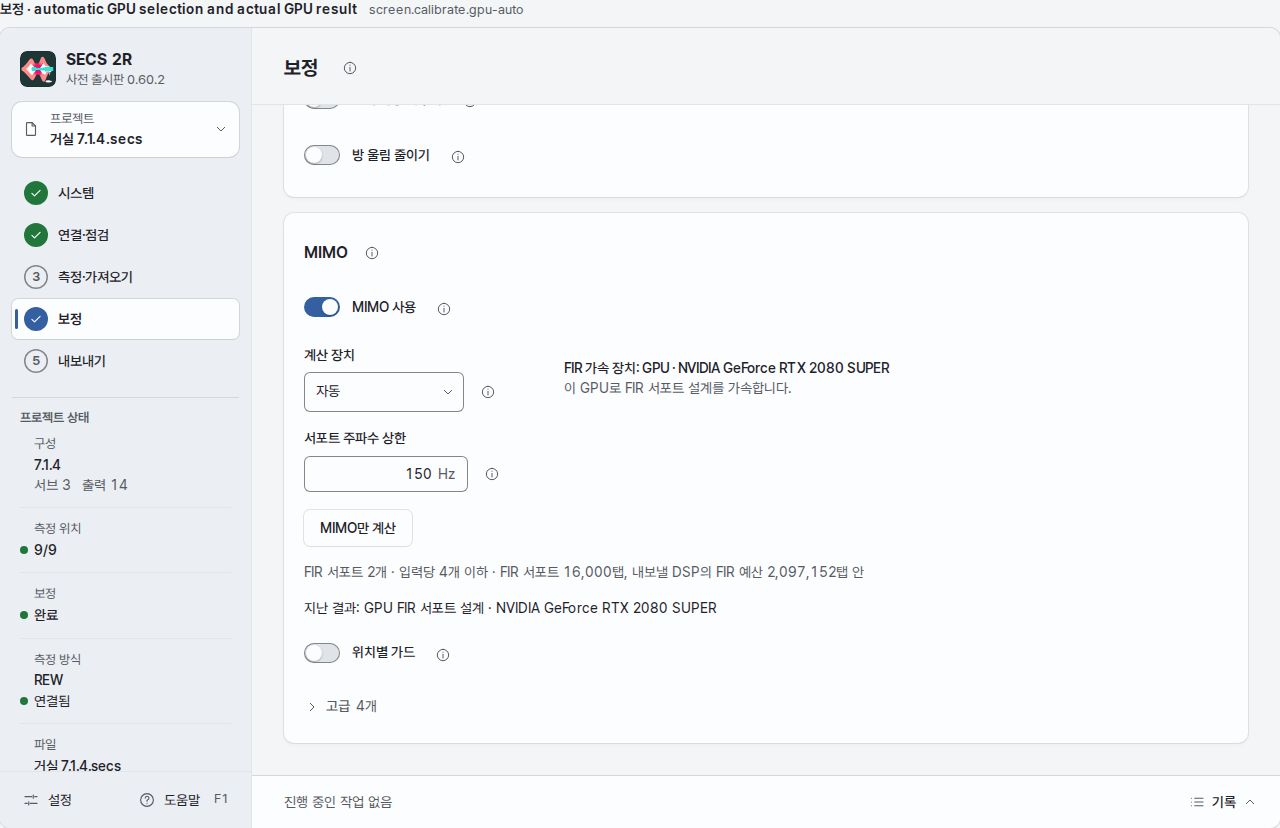 보정 · automatic GPU selection and actual GPU result screen.calibrate.gpu-auto
SECS 2R
사전 출시판 0.60.2
프로젝트
거실 7.1.4.secs
시스템
연결·점검
3 측정·가져오기
보정
5 내보내기
프로젝트 상태
구성
7.1.4
서브 3 출력 14
측정 위치
9/9
보정
완료
측정 방식
REW
연결됨
파일
거실 7.1.4.secs
설정
도움말 F1
보정
방 울림 줄이기
MIMO
MIMO 사용
계산 장치
자동
FIR 가속 장치: GPU · NVIDIA GeForce RTX 2080 SUPER
이 GPU로 FIR 서포트 설계를 가속합니다.
서포트 주파수 상한
150 Hz
MIMO만 계산
FIR 서포트 2개 · 입력당 4개 이하 · FIR 서포트 16,000탭, 내보낼 DSP의 FIR 예산 2,097,152탭 안
지난 결과: GPU FIR 서포트 설계 · NVIDIA GeForce RTX 2080 SUPER
위치별 가드
고급 4개
진행 중인 작업 없음
기록